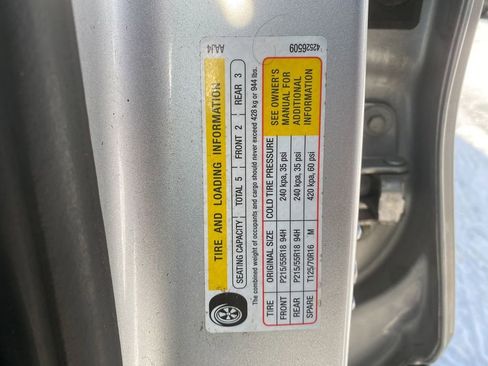 42526509 AAJ4
TIRE AND LOADING INFORMATION
SEATING CAPACITY TOTAL 5 FRONT 2 REAR 3
The combined weight of occupants and cargo should never exceed 428 kg or 944 lbs.
TIRE ORIGINAL SIZE COLD TIRE PRESSURE
FRONT P215/55R18 94H 240 kpa, 35 psi
REAR P215/55R18 94H 240 kpa, 35 psi
SPARE T125/70R16 M 420 kpa, 60 psi
SEE OWNER'S
MANUAL FOR
ADDITIONAL
INFORMATION